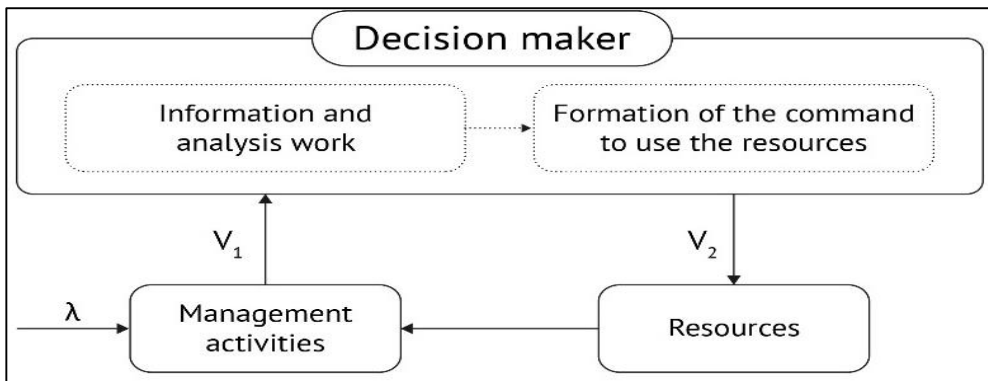 Decision maker
Information and
analysis work
Formation of the command
to use the resources
V₁
V₂
λ
Management
activities
Resources